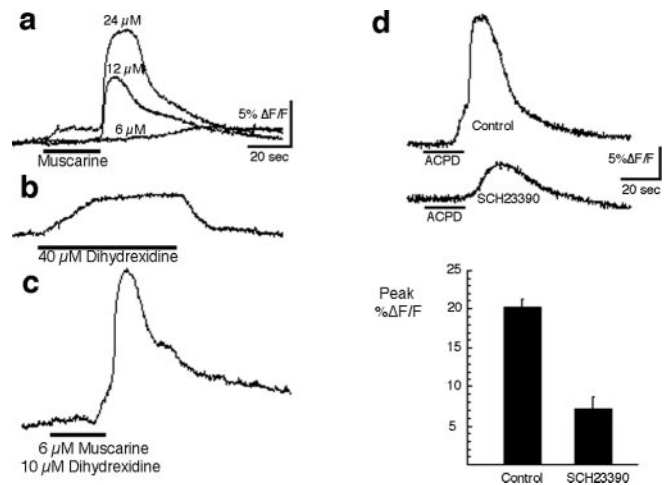 a
24 µM
12 µM
6 µM
Muscarine
5% ΔF/F
20 sec
b
40 µM Dihydrexidine
c
6 µM Muscarine
10 µM Dihydrexidine
d
Control
ACPD
5%ΔF/F
20 sec
SCH23390
ACPD
Peak
%ΔF/F
25
20
15
10
5
Control
SCH23390